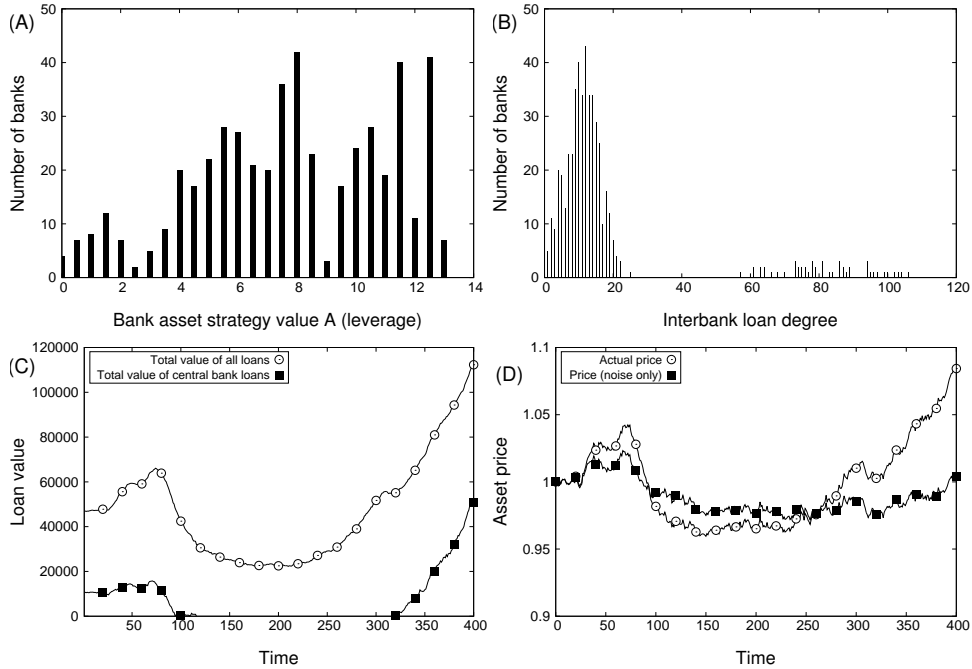 (A)
50
40
30
20
10
0
Number of banks
0 2 4 6 8 10 12 14
Bank asset strategy value A (leverage)
(B)
50
40
30
20
10
0
Number of banks
0 20 40 60 80 100 120
Interbank loan degree
(C)
120000
100000
80000
60000
40000
20000
0
Loan value
Total value of all loans
Total value of central bank loans
50 100 150 200 250 300 350 400
Time
(D)
1.1
1.05
1
0.95
0.9
Asset price
Actual price
Price (noise only)
0 50 100 150 200 250 300 350 400
Time